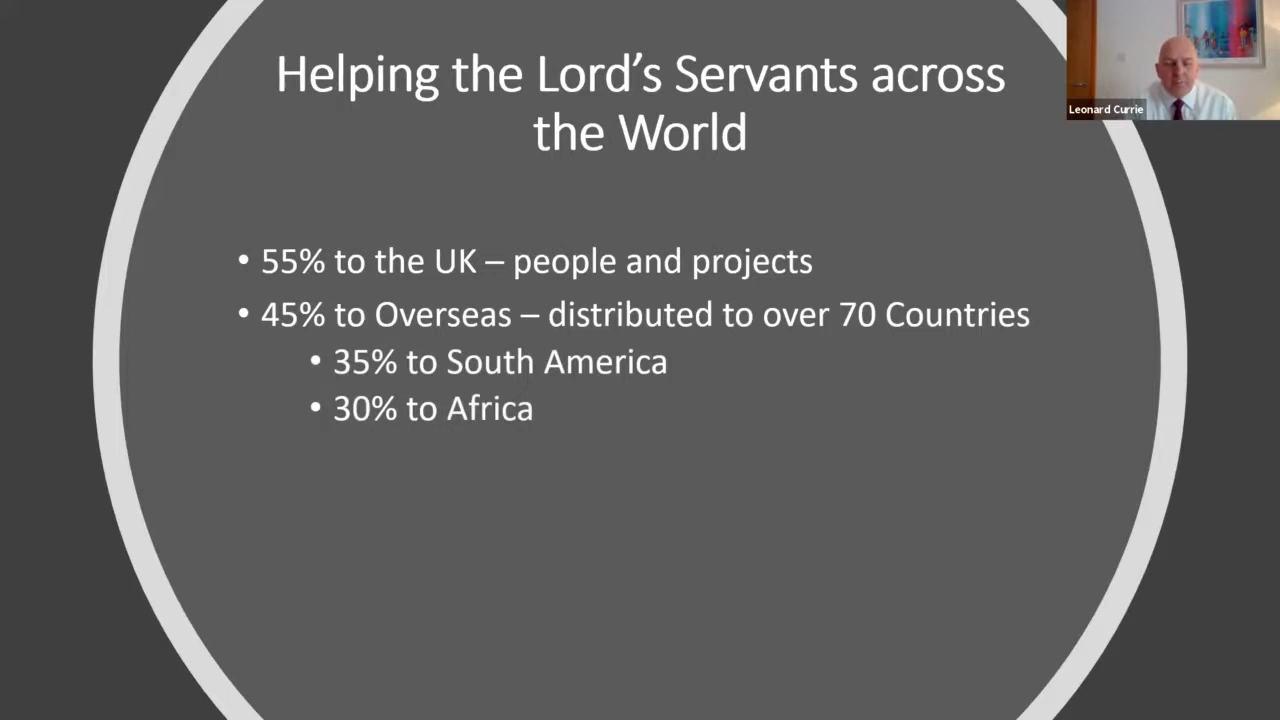 Helping the Lord’s Servants across
the World
Leonard Currie
• 55% to the UK – people and projects
• 45% to Overseas – distributed to over 70 Countries
• 35% to South America
• 30% to Africa